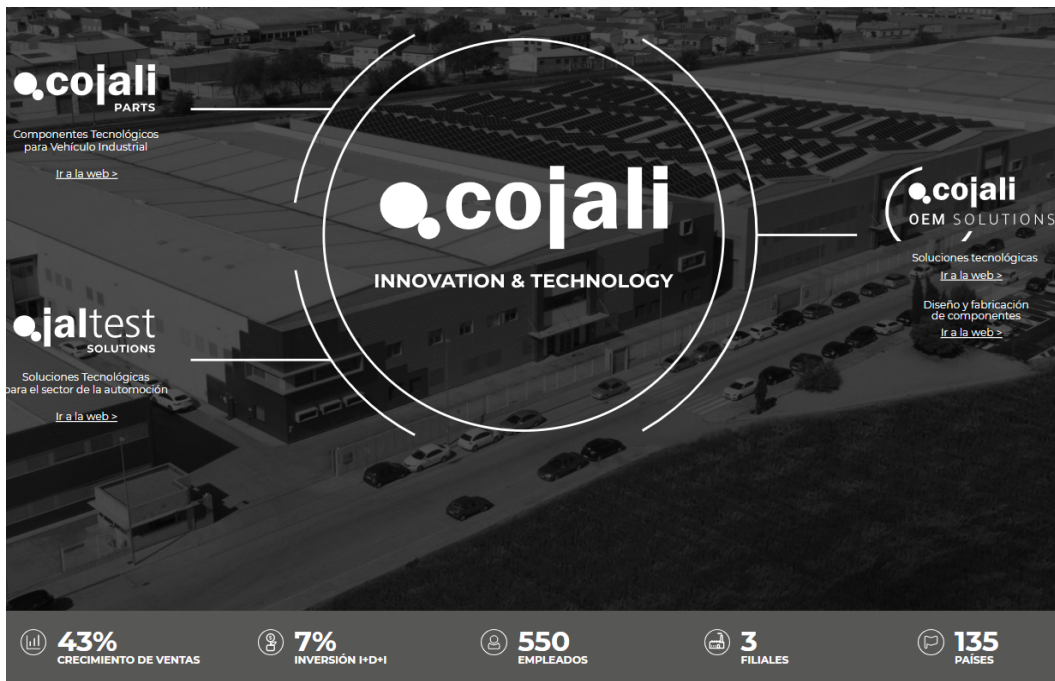 cojali
PARTS
Componentes Tecnológicos
para Vehículo Industrial
Ir a la web >
cojali
INNOVATION & TECHNOLOGY
cojali
OEM SOLUTIONS
Soluciones tecnológicas
Ir a la web >
Diseño y fabricación
de componentes
Ir a la web >
jaltest
SOLUTIONS
Soluciones Tecnológicas
para el sector de la automoción
Ir a la web >
43%
CRECIMIENTO DE VENTAS
7%
INVERSIÓN I+D+I
550
EMPLEADOS
3
FILIALES
135
PAÍSES